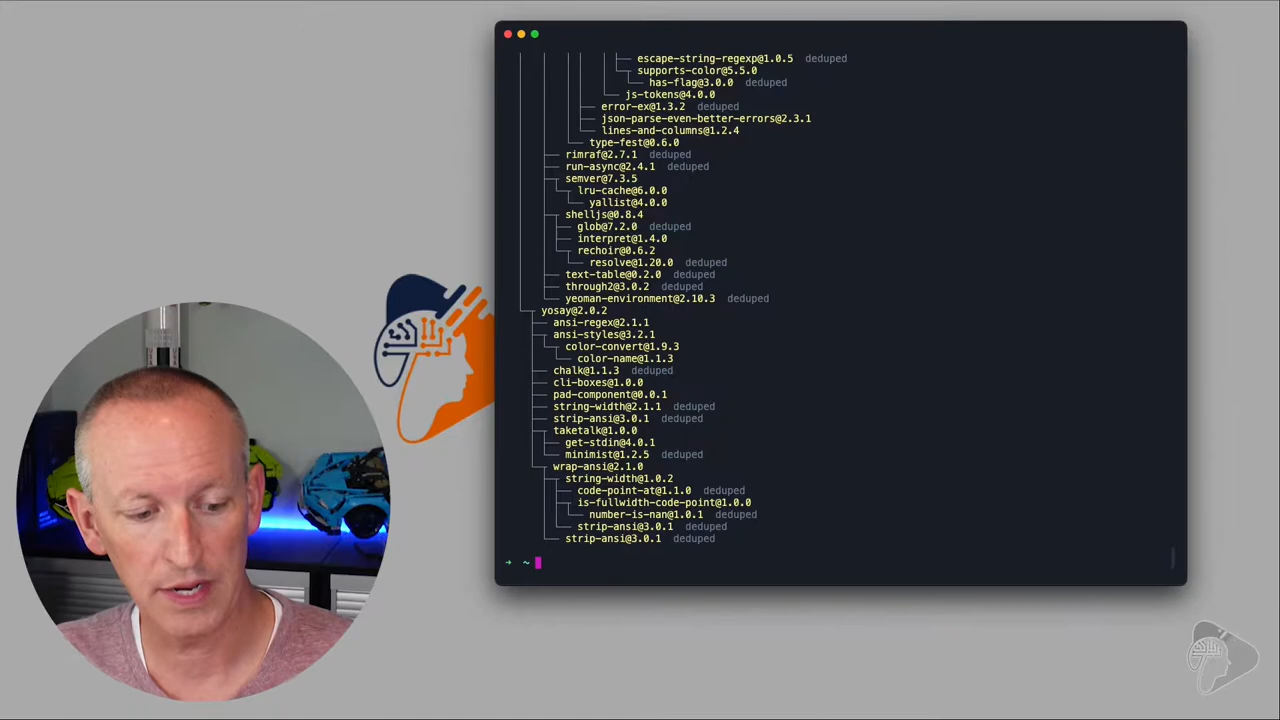 escape-string-regexp@1.0.5 deduped
supports-color@5.5.0
has-flag@3.0.0 deduped
js-tokens@4.0.0
error-ex@1.3.2 deduped
json-parse-even-better-errors@2.3.1
lines-and-columns@1.2.4
type-fest@0.6.0
rimraf@2.7.1 deduped
run-async@2.4.1 deduped
semver@7.3.5
lru-cache@6.0.0
yallist@4.0.0
shelljs@0.8.4
glob@7.2.0 deduped
interpret@1.4.0
rechoir@0.6.2
resolve@1.20.0 deduped
text-table@0.2.0 deduped
through2@3.0.2 deduped
yeoman-environment@2.10.3 deduped
yosay@2.0.2
ansi-regex@2.1.1
ansi-styles@3.2.1
color-convert@1.9.3
color-name@1.1.3
chalk@1.1.3 deduped
cli-boxes@1.0.0
pad-component@0.0.1
string-width@2.1.1 deduped
strip-ansi@3.0.1 deduped
taketalk@1.0.0
get-stdin@4.0.1
minimist@1.2.5 deduped
wrap-ansi@2.1.0
string-width@1.0.2
code-point-at@1.1.0 deduped
is-fullwidth-code-point@1.0.0
number-is-nan@1.0.1 deduped
strip-ansi@3.0.1 deduped
strip-ansi@3.0.1 deduped
→ ~